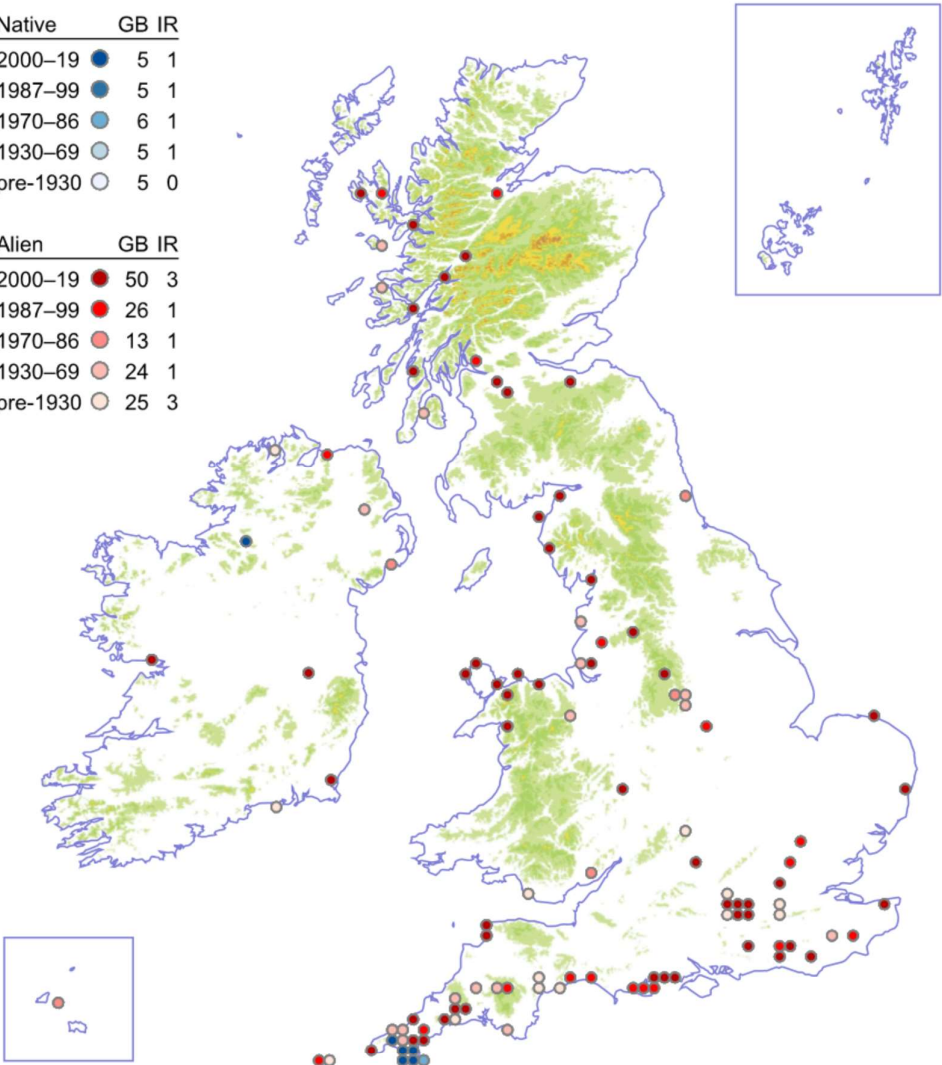 Native GB IR
2000–19 5 1
1987–99 5 1
1970–86 6 1
1930–69 5 1
pre-1930 5 0
Alien GB IR
2000–19 50 3
1987–99 26 1
1970–86 13 1
1930–69 24 1
pre-1930 25 3